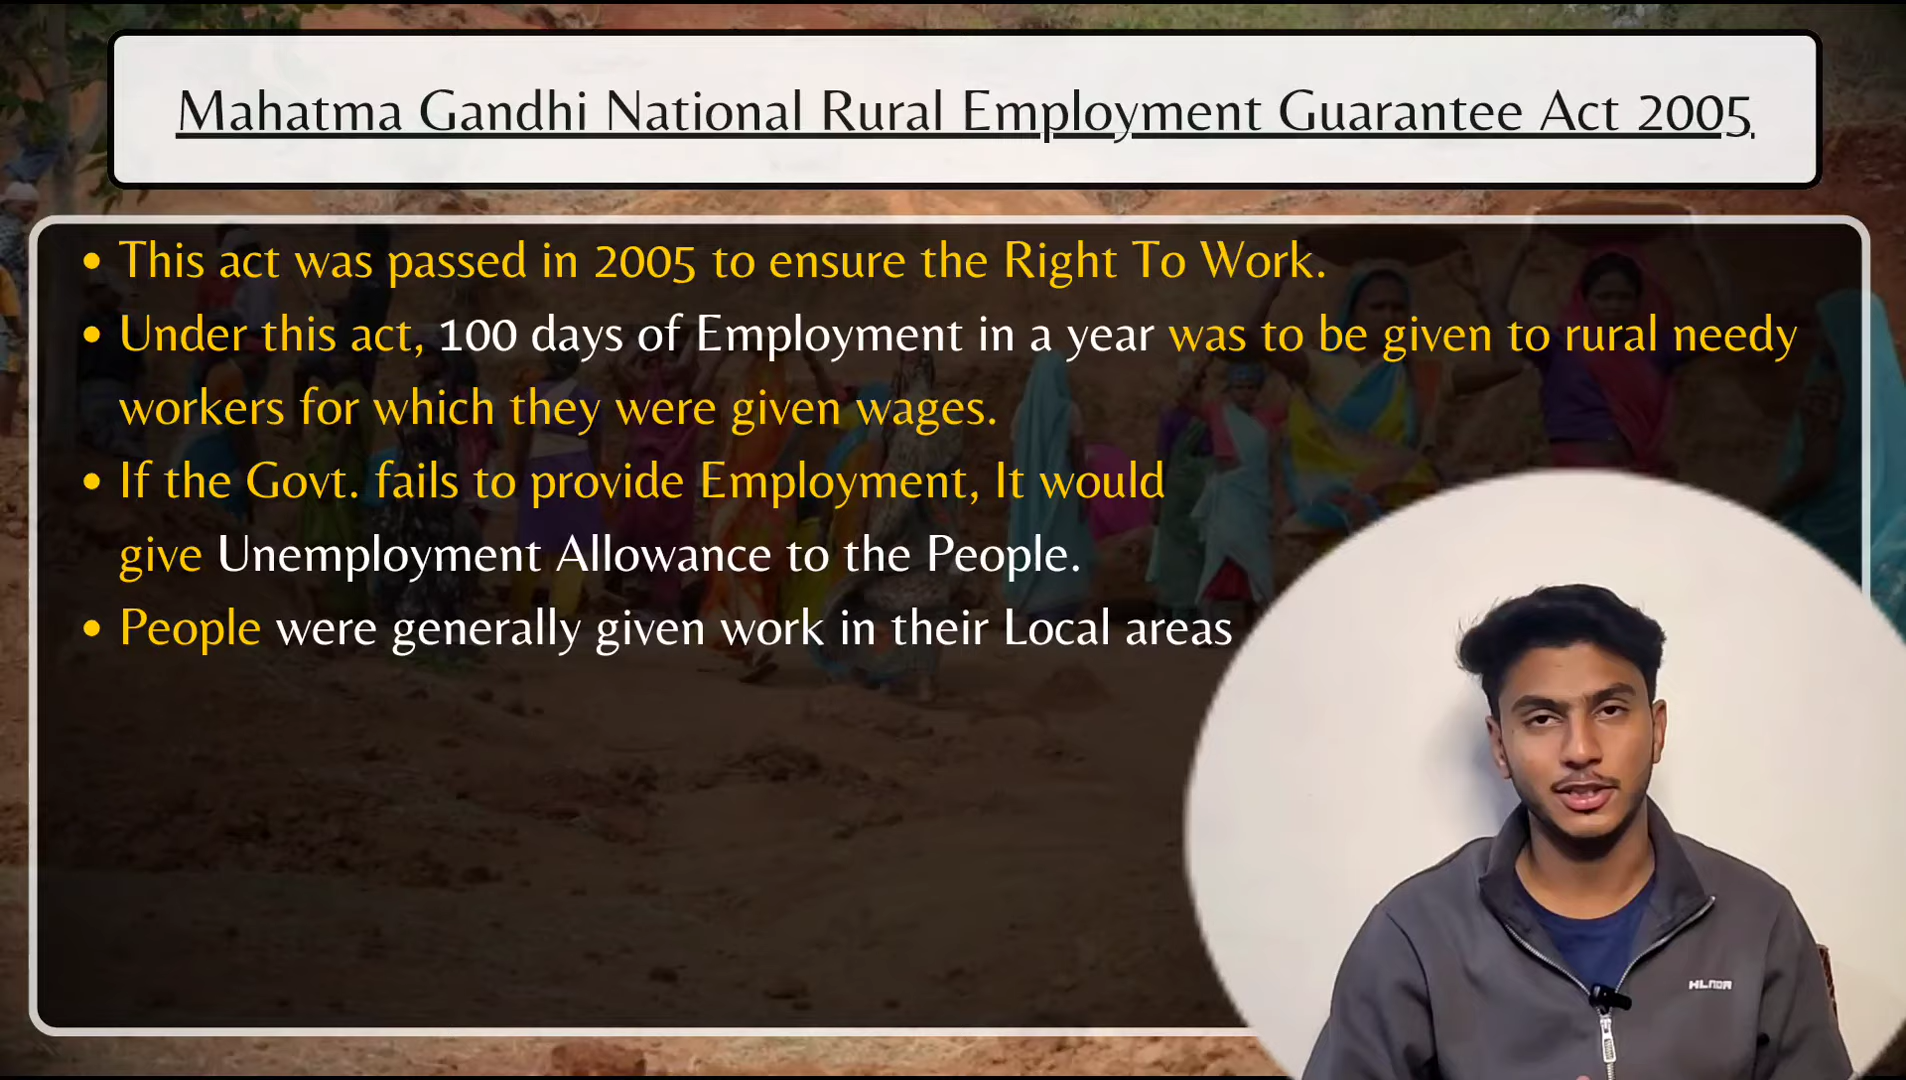 Mahatma Gandhi National Rural Employment Guarantee Act 2005.
• This act was passed in 2005 to ensure the Right To Work.
• Under this act, 100 days of Employment in a year was to be given to rural needy
workers for which they were given wages.
• If the Govt. fails to provide Employment, It would
give Unemployment Allowance to the People.
• People were generally given work in their Local areas
HLNDR